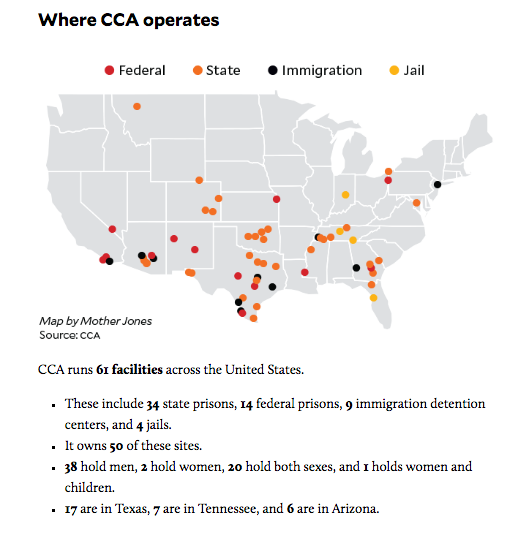 Where CCA operates
Federal State Immigration Jail
Map by Mother Jones
Source: CCA
CCA runs 61 facilities across the United States.
These include 34 state prisons, 14 federal prisons, 9 immigration detention
centers, and 4 jails.
It owns 50 of these sites.
38 hold men, 2 hold women, 20 hold both sexes, and 1 holds women and
children.
17 are in Texas, 7 are in Tennessee, and 6 are in Arizona.